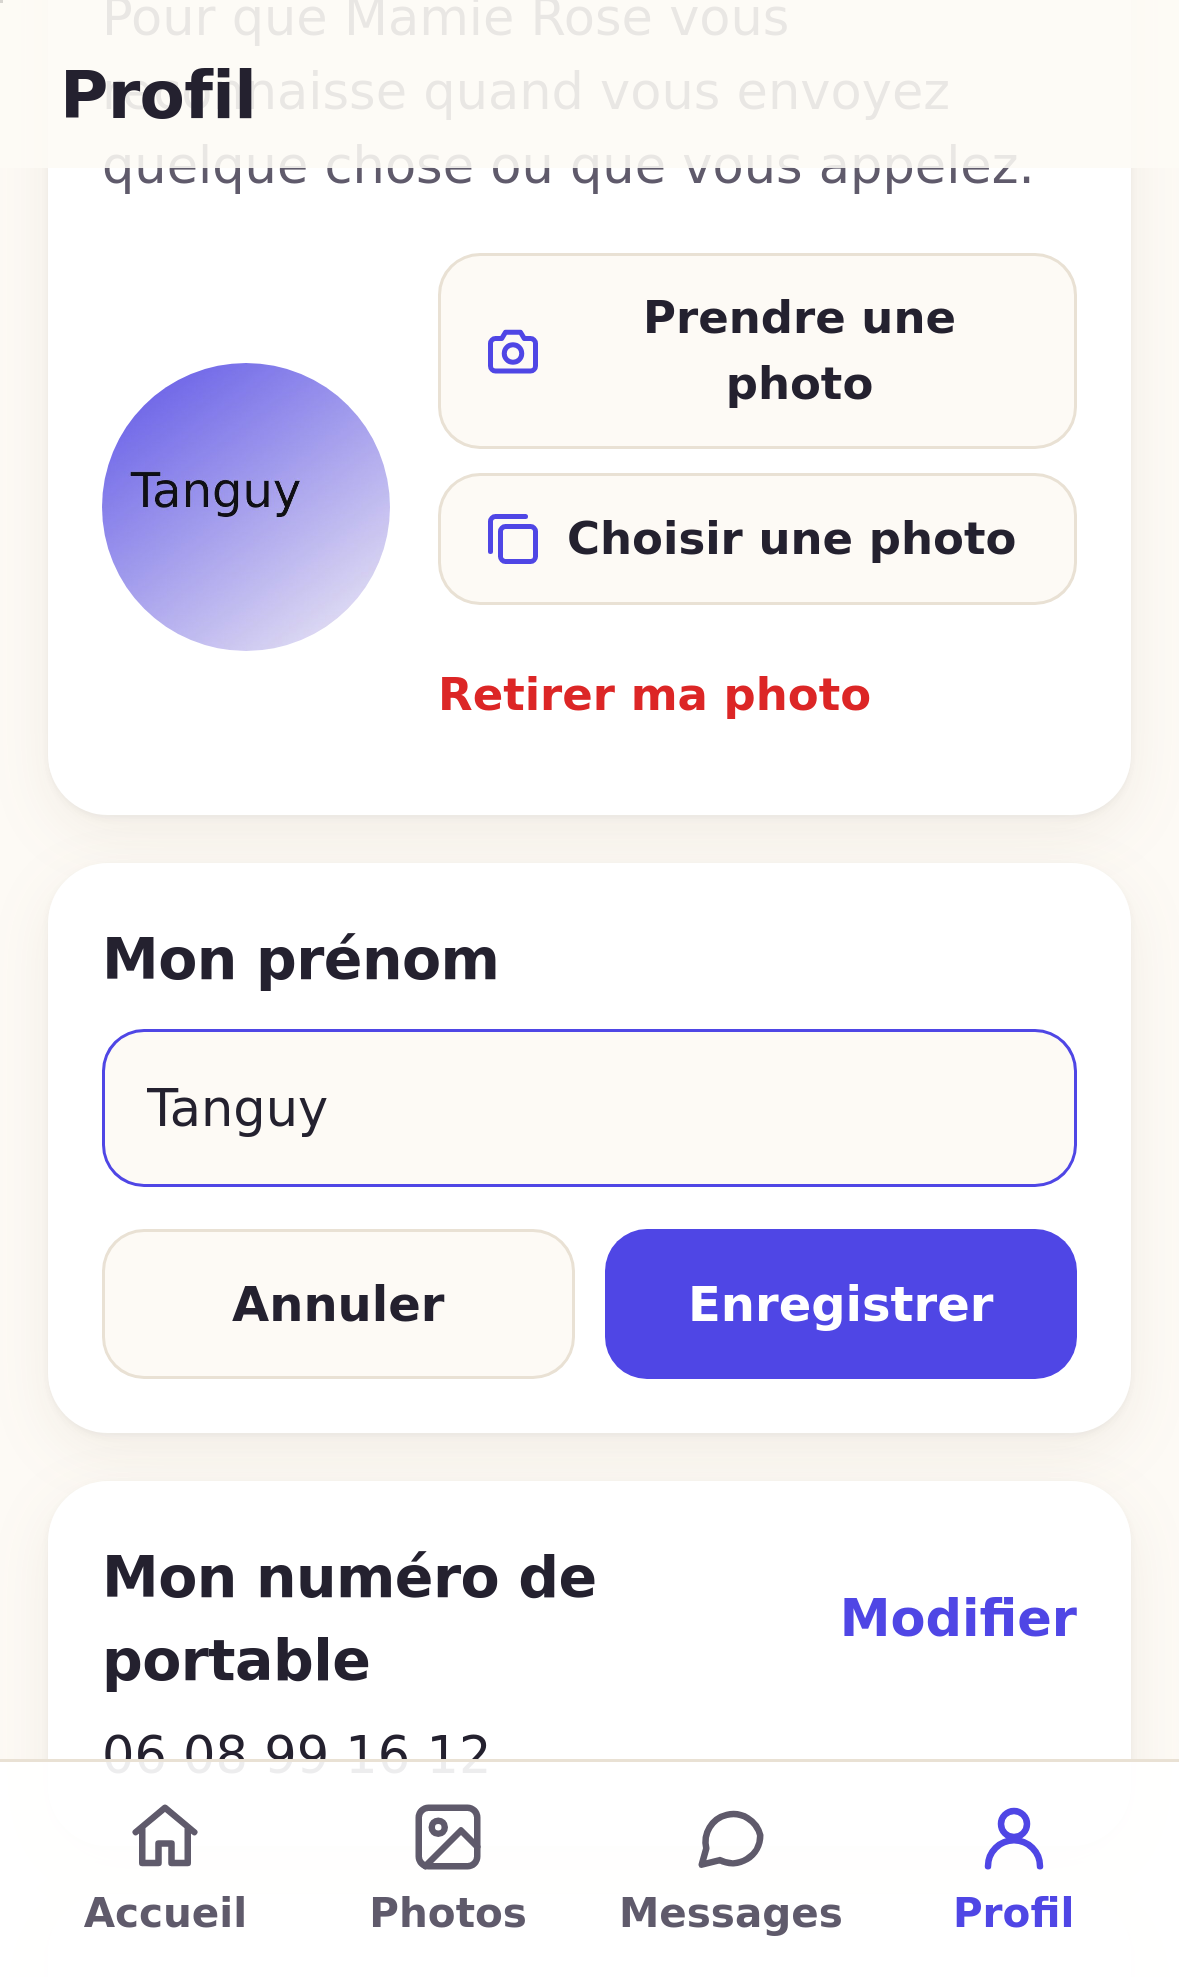 Pour que Mamie Rose vous
Profil
reconnaisse quand vous envoyez
quelque chose ou que vous appelez.
Prendre une
photo
Tanguy
Choisir une photo
Retirer ma photo
Mon prénom
Tanguy
Annuler
Enregistrer
Mon numéro de
portable
Modifier
06 08 99 16 12
Accueil
Photos
Messages
Profil